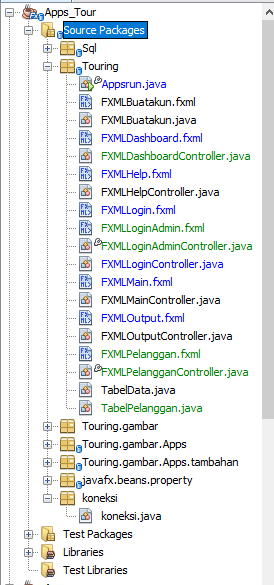 Apps_Tour
Source Packages
Sql
Touring
Appsrun.java
FXMLBuatakun.fxml
FXMLBuatakun.java
FXMLDashboard.fxml
FXMLDashboardController.java
FXMLHelp.fxml
FXMLHelpController.java
FXMLLogin.fxml
FXMLLoginAdmin.fxml
FXMLLoginAdminController.java
FXMLLoginController.java
FXMLMain.fxml
FXMLMainController.java
FXMLOutput.fxml
FXMLOutputController.java
FXMLPelanggan.fxml
FXMLPelangganController.java
TabelData.java
TabelPelanggan.java
Touring.gambar
Touring.gambar.Apps
Touring.gambar.Apps.tambahan
javafx.beans.property
koneksi
koneksi.java
Test Packages
Libraries
Test Libraries